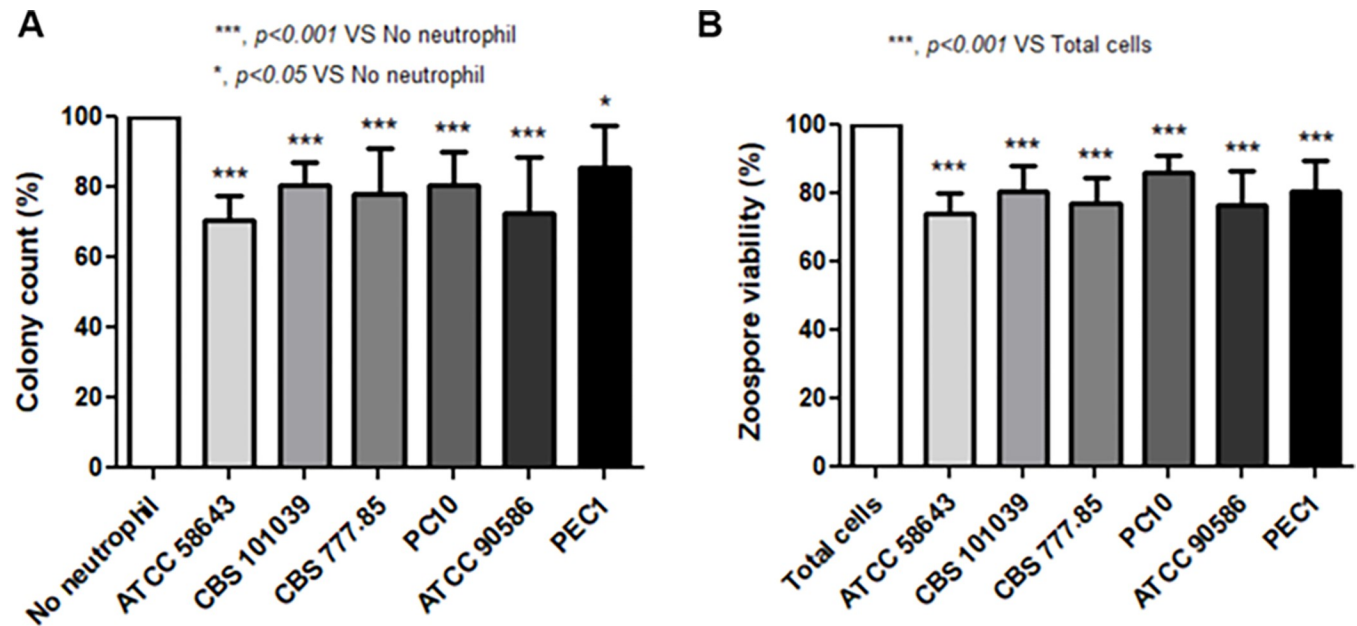 A
***, p<0.001 VS No neutrophil
*, p<0.05 VS No neutrophil
Colony count (%)
100
80
60
40
20
0
***
***
***
***
***
*
No neutrophil
ATCC 58643
CBS 101039
CBS 777.85
PC10
ATCC 90586
PEC1
B
***, p<0.001 VS Total cells
Zoospore viability (%)
100
80
60
40
20
0
***
***
***
***
***
***
Total cells
ATCC 58643
CBS 101039
CBS 777.85
PC10
ATCC 90586
PEC1